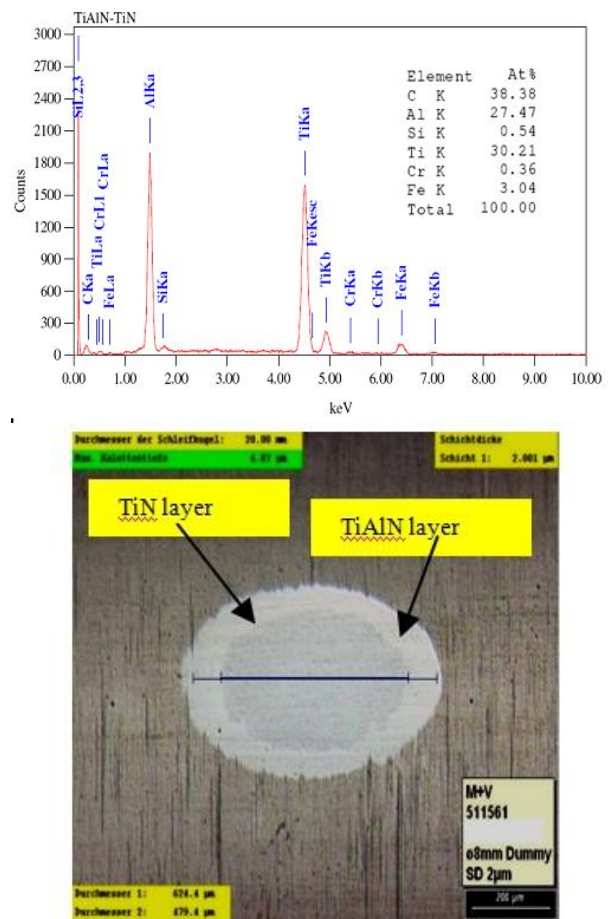 TiAlN-TiN
3000
2700
2400
2100
1800
1500
1200
900
600
300
0
Counts
SiL2,3
CKa
TiLa
CrL1
CrLa
FeLa
AlKa
SiKa
TiKa
FeKesc
TiKb
CrKa
CrKb
FeKa
FeKb
Element At%
C K 38.38
Al K 27.47
Si K 0.54
Ti K 30.21
Cr K 0.36
Fe K 3.04
Total 100.00
0.00 1.00 2.00 3.00 4.00 5.00 6.00 7.00 8.00 9.00 10.00
keV
Durchmesser der Schleifkugel: 20.00 mm
Max. Kalottentiefe
Schichtdicke
Schicht 1: 2.001 µm
TiN layer
TiAlN layer
M+V
511561
o8mm Dummy
SD 2µm
Durchmesser 1: 624.4 µm
Durchmesser 2: 479.4 µm
200 µm